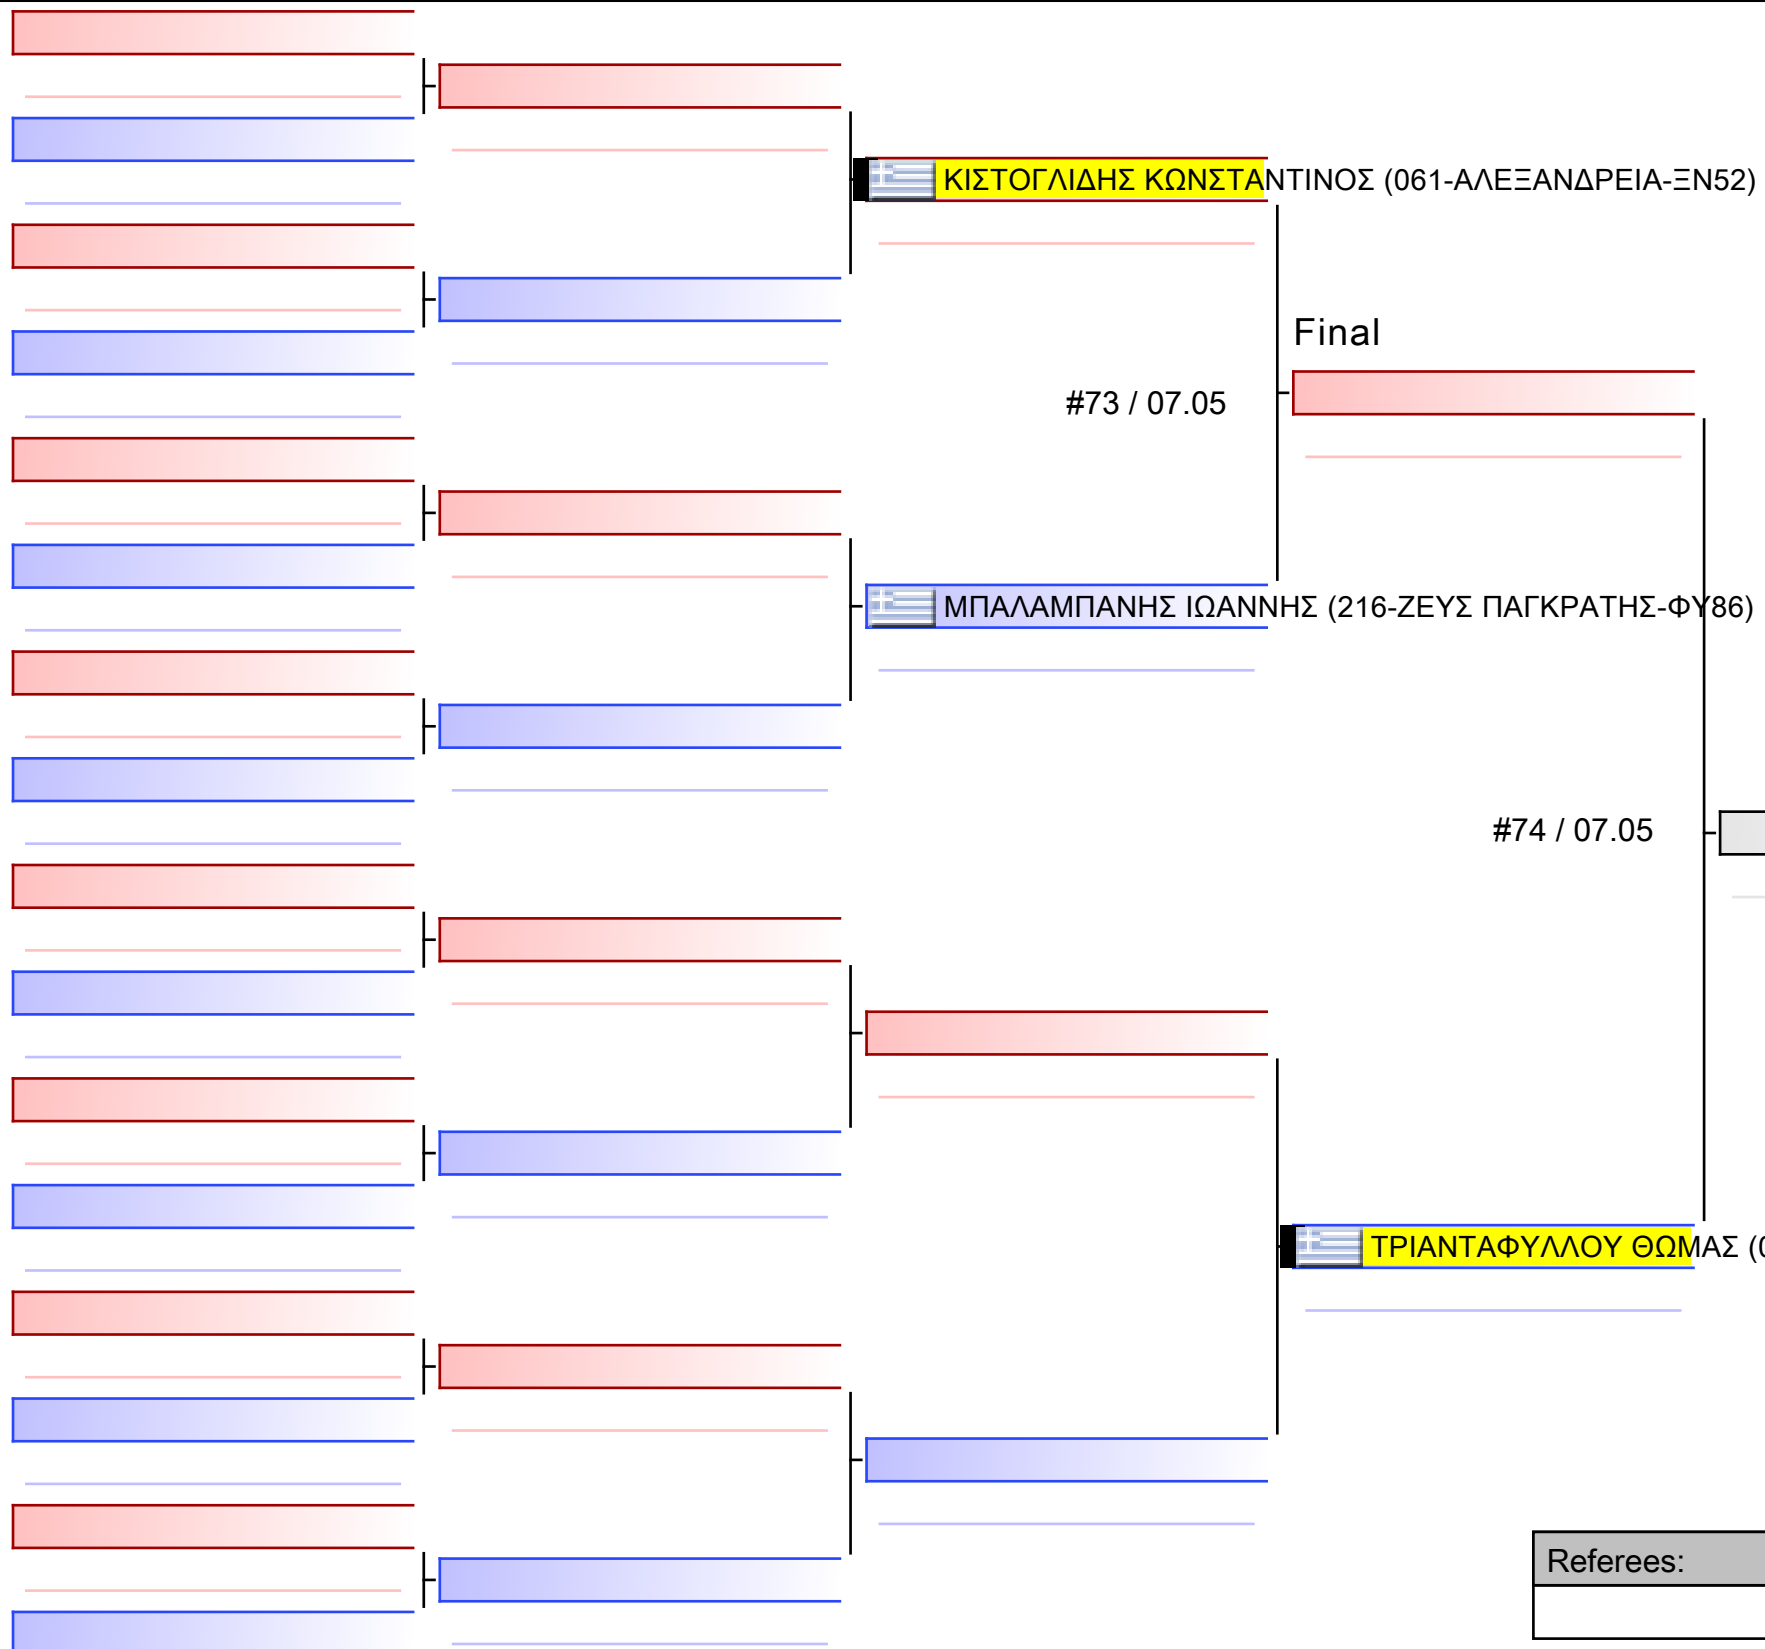 ΚΙΣΤΟΓΛΙΔΗΣ ΚΩΝΣΤΑΝΤΙΝΟΣ (061-ΑΛΕΞΑΝΔΡΕΙΑ-ΞΝ52)
Final
#73 / 07.05
ΜΠΑΛΑΜΠΑΝΗΣ ΙΩΑΝΝΗΣ (216-ΖΕΥΣ ΠΑΓΚΡΑΤΗΣ-ΦΥ86)
#74 / 07.05
ΤΡΙΑΝΤΑΦΥΛΛΟΥ ΘΩΜΑΣ (
Referees: